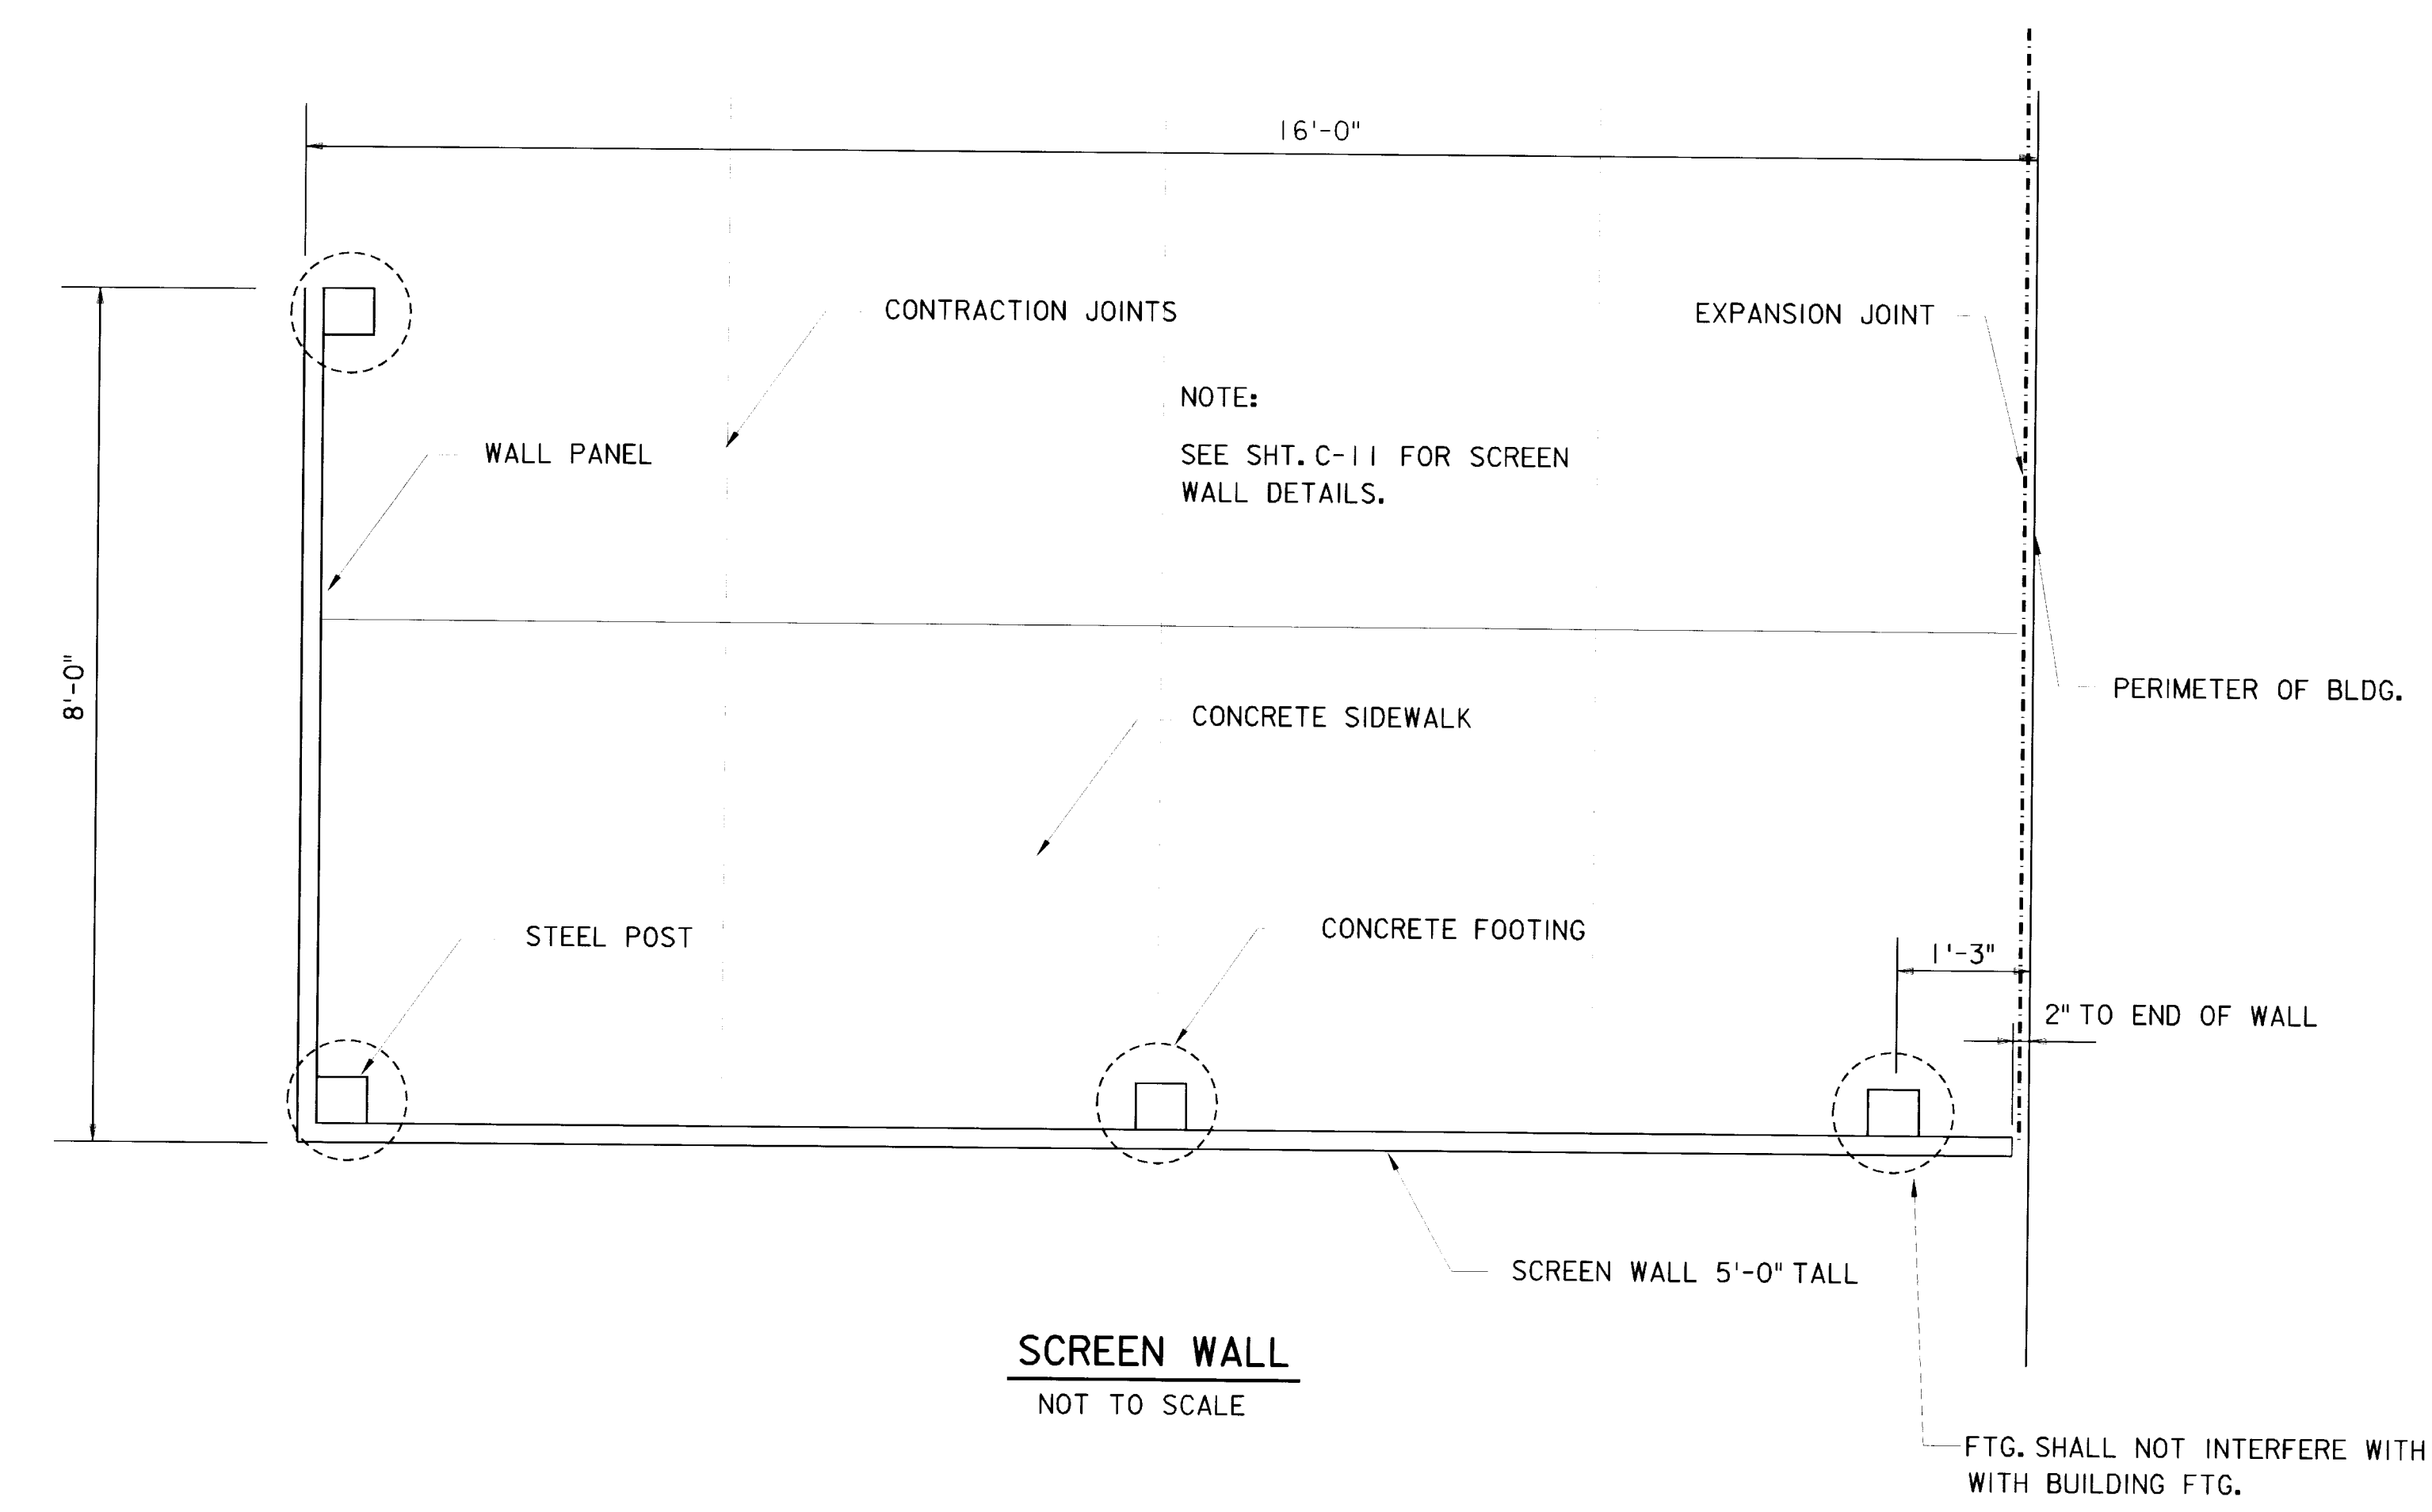 16'-0"
CONTRACTION JOINTS
EXPANSION JOINT
NOTE:
WALL PANEL
SEE SHT. C-11 FOR SCREEN
WALL DETAILS.
8'-0"
PERIMETER OF BLDG.
CONCRETE SIDEWALK
STEEL POST
CONCRETE FOOTING
1'-3"
2" TO END OF WALL
SCREEN WALL 5'-0" TALL
SCREEN WALL
NOT TO SCALE
FTG. SHALL NOT INTERFERE WITH
WITH BUILDING FTG.